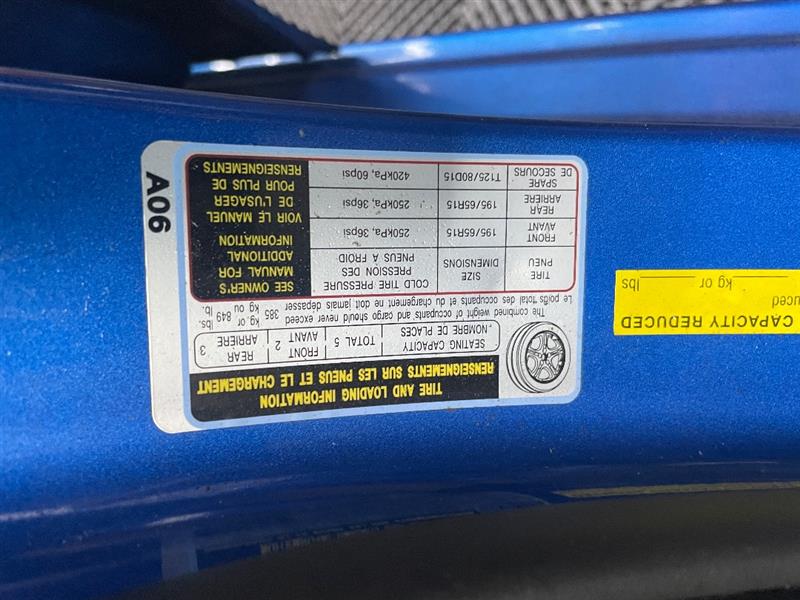 TIRE AND LOADING INFORMATION
RENSEIGNEMENTS SUR LES PNEUS ET LE CHARGEMENT
SEATING CAPACITY
NOMBRE DE PLACES
TOTAL 5
FRONT
AVANT
2
REAR
ARRIÈRE
3
The combined weight of occupants and cargo should never exceed 385 kg or 849 lbs.
Le poids total des occupants et du chargement ne doit jamais dépasser 385 kg ou 849 lb.
TIRE
PNEU
SIZE
DIMENSIONS
COLD TIRE PRESSURE
PRESSION DES
PNEUS A FROID
FRONT
AVANT
195/65R15
250kPa, 36psi
REAR
ARRIÈRE
195/65R15
250kPa, 36psi
SPARE
DE SECOURS
T125/80D15
420kPa, 60psi
SEE OWNER'S
MANUAL FOR
ADDITIONAL
INFORMATION
VOIR LE MANUEL
DE L'USAGER
POUR PLUS DE
RENSEIGNEMENTS
A06
CAPACITY REDUCED
kg or
lbs